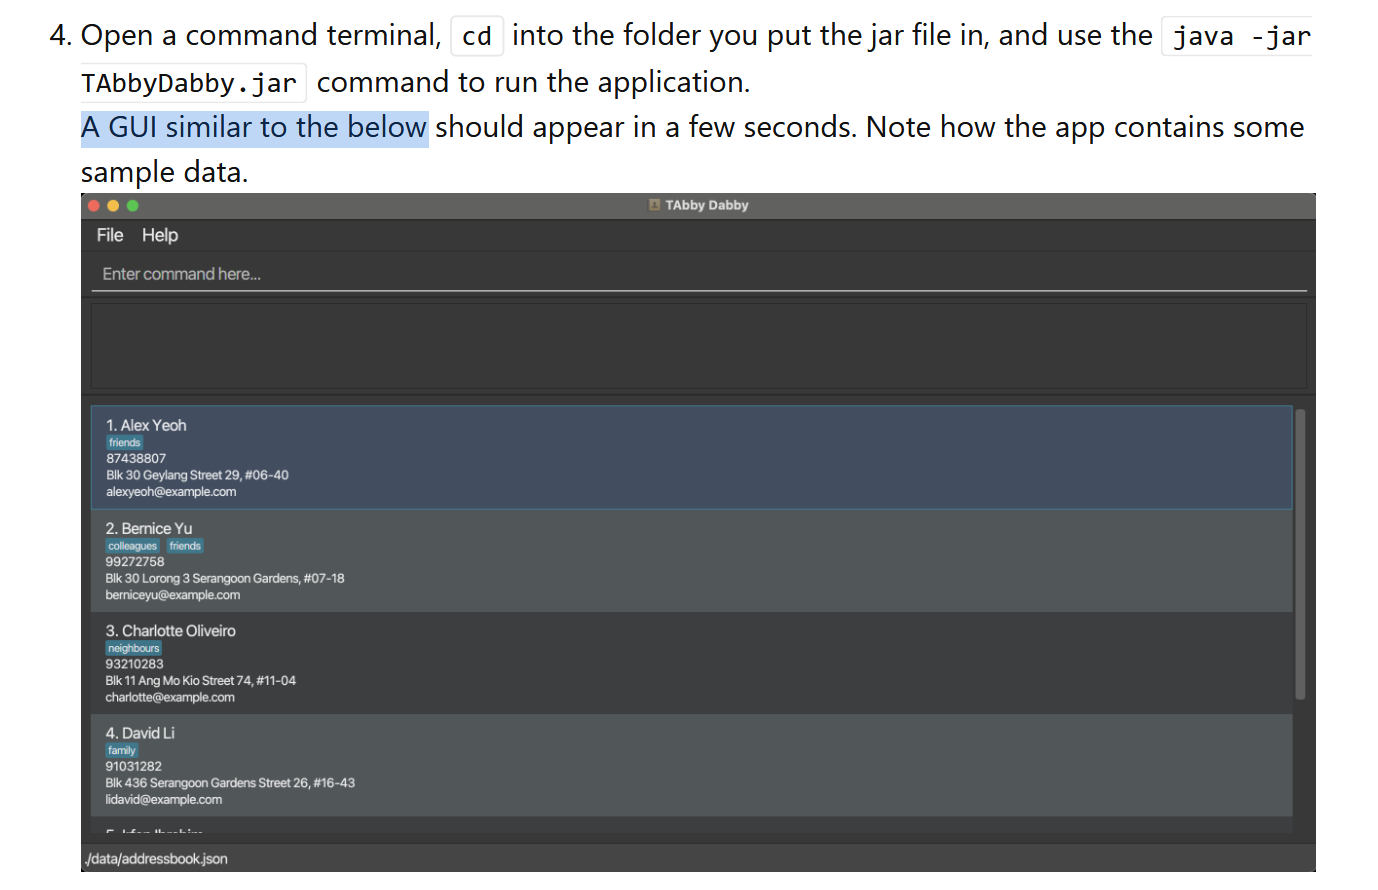 4. Open a command terminal, cd into the folder you put the jar file in, and use the java -jar
TAbbyDabby.jar command to run the application.
A GUI similar to the below should appear in a few seconds. Note how the app contains some
sample data.
TAbby Dabby
File Help
Enter command here...
1. Alex Yeoh
friends
87438807
Blk 30 Geylang Street 29, #06-40
alexyeoh@example.com
2. Bernice Yu
colleagues friends
99272758
Blk 30 Lorong 3 Serangoon Gardens, #07-18
berniceyu@example.com
3. Charlotte Oliveiro
neighbours
93210283
Blk 11 Ang Mo Kio Street 74, #11-04
charlotte@example.com
4. David Li
family
91031282
Blk 436 Serangoon Gardens Street 26, #16-43
lidavid@example.com
./data/addressbook.json